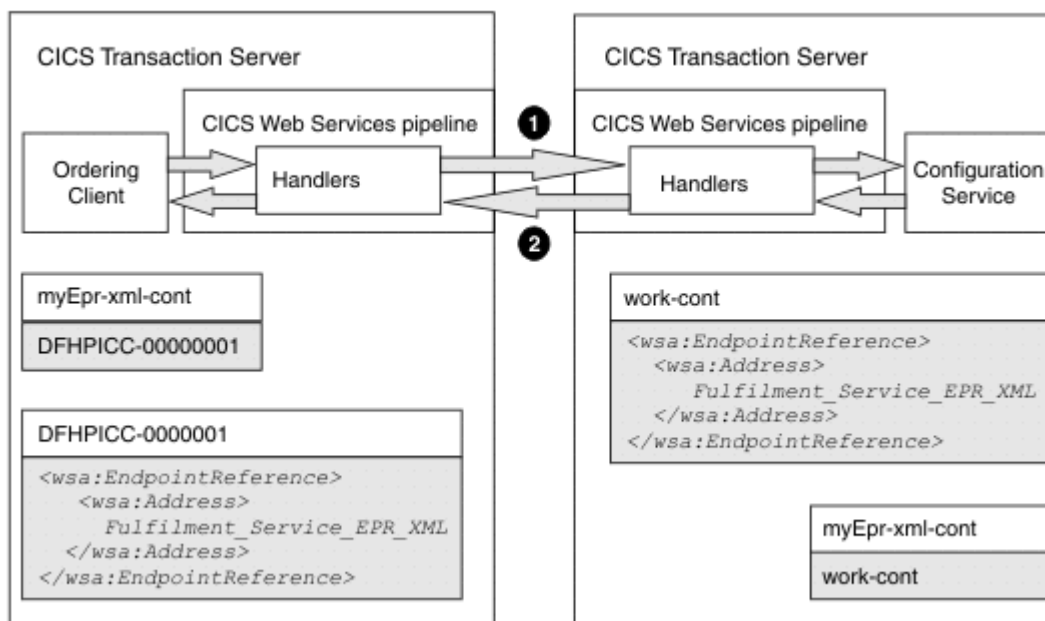 CICS Transaction Server
CICS Web Services pipeline
Ordering
Client
Handlers
myEpr-xml-cont
DFHPICC-00000001
DFHPICC-0000001
<wsa:EndpointReference>
<wsa:Address>
Fulfilment_Service_EPR_XML
</wsa:Address>
</wsa:EndpointReference>
1
2
CICS Transaction Server
CICS Web Services pipeline
Handlers
Configuration
Service
work-cont
<wsa:EndpointReference>
<wsa:Address>
Fulfilment_Service_EPR_XML
</wsa:Address>
</wsa:EndpointReference>
myEpr-xml-cont
work-cont